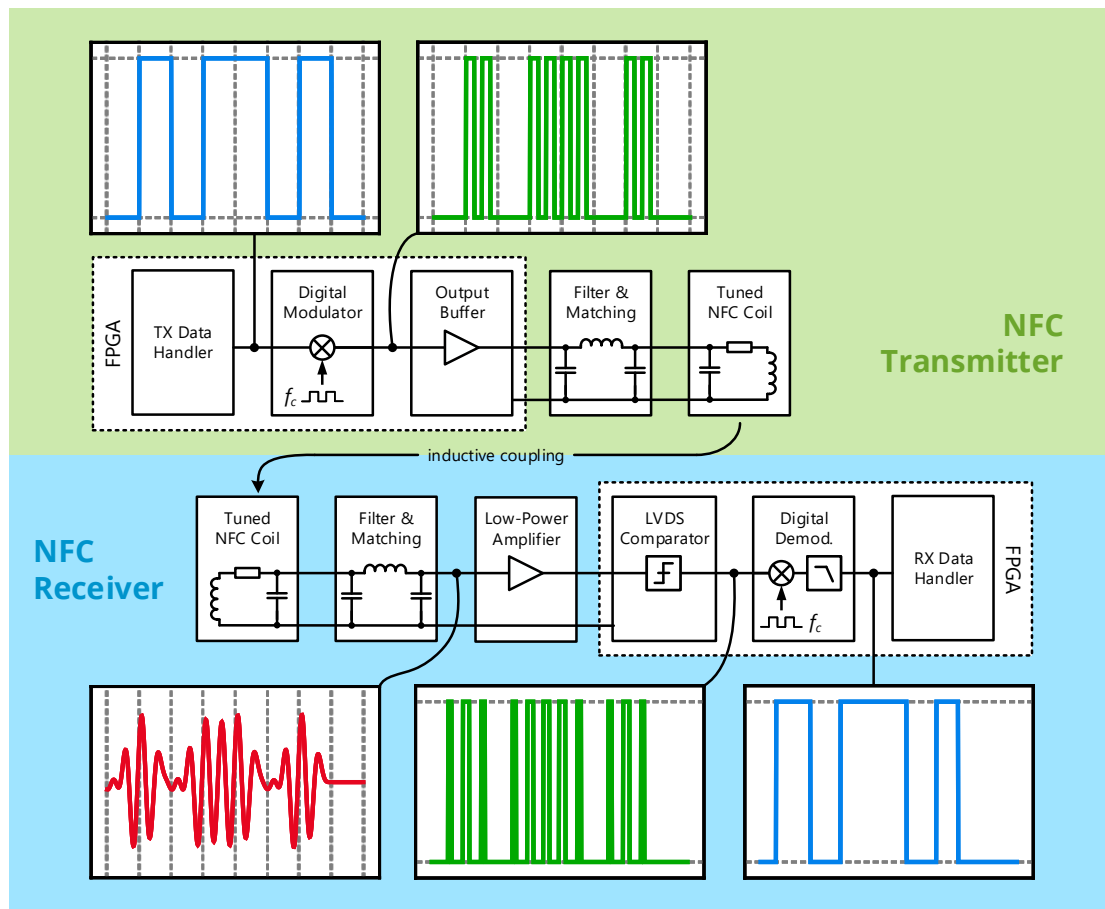 FPGA
TX Data
Handler
Digital
Modulator
fc
Output
Buffer
Filter &
Matching
Tuned
NFC Coil
NFC
Transmitter
inductive coupling
NFC
Receiver
Tuned
NFC Coil
Filter &
Matching
Low-Power
Amplifier
LVDS
Comparator
Digital
Demod.
fc
RX Data
Handler
FPGA